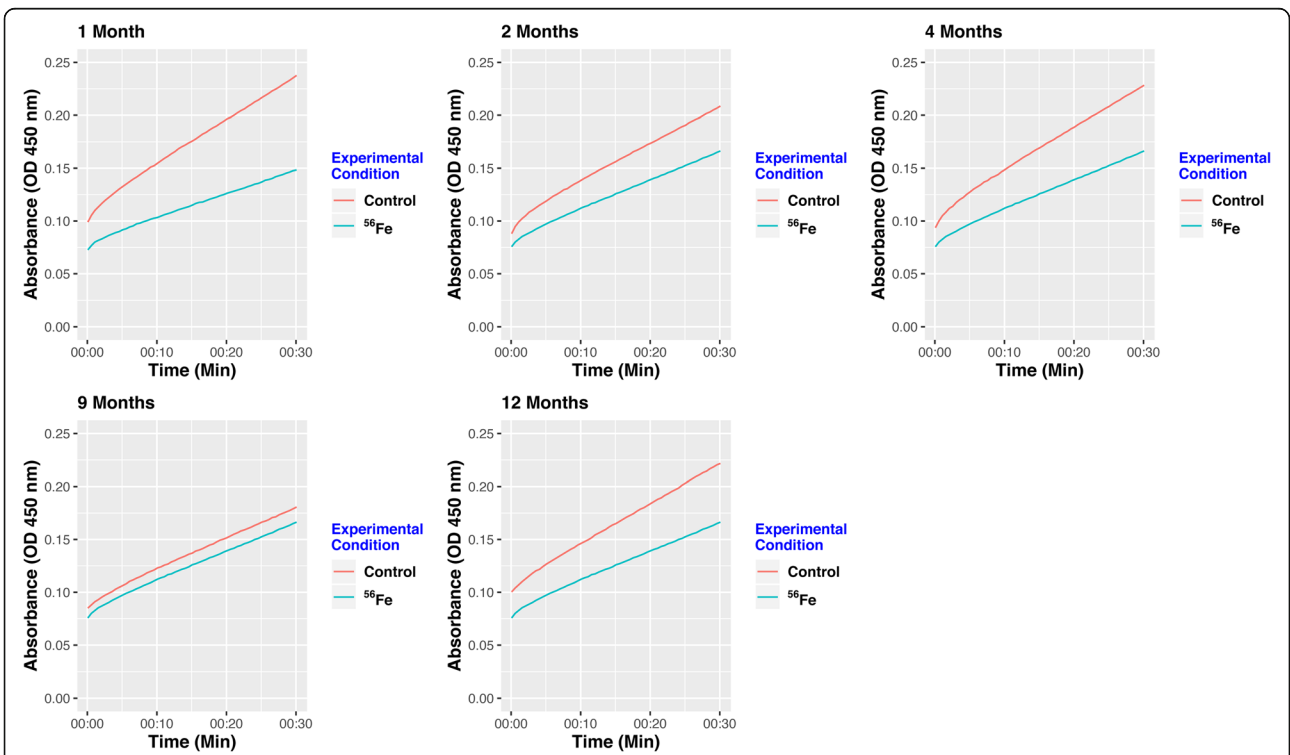 1 Month
Absorbance (OD 450 nm)
0.25
0.20
0.15
0.10
0.05
0.00
00:00 00:10 00:20 00:30
Time (Min)
Experimental
Condition
Control
⁵⁶Fe
2 Months
Absorbance (OD 450 nm)
0.25
0.20
0.15
0.10
0.05
0.00
00:00 00:10 00:20 00:30
Time (Min)
Experimental
Condition
Control
⁵⁶Fe
4 Months
Absorbance (OD 450 nm)
0.25
0.20
0.15
0.10
0.05
0.00
00:00 00:10 00:20 00:30
Time (Min)
Experimental
Condition
Control
⁵⁶Fe
9 Months
Absorbance (OD 450 nm)
0.25
0.20
0.15
0.10
0.05
0.00
00:00 00:10 00:20 00:30
Time (Min)
Experimental
Condition
Control
⁵⁶Fe
12 Months
Absorbance (OD 450 nm)
0.25
0.20
0.15
0.10
0.05
0.00
00:00 00:10 00:20 00:30
Time (Min)
Experimental
Condition
Control
⁵⁶Fe